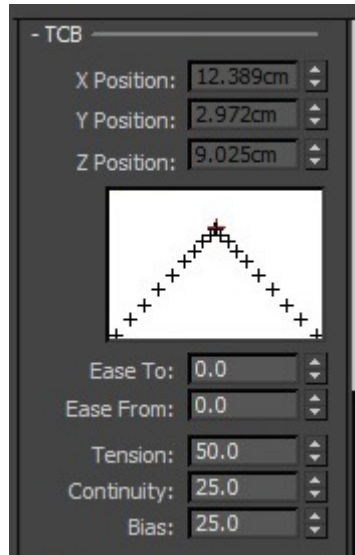 - TCB
X Position: 12.389cm
Y Position: 2.972cm
Z Position: 9.025cm
Ease To: 0.0
Ease From: 0.0
Tension: 50.0
Continuity: 25.0
Bias: 25.0